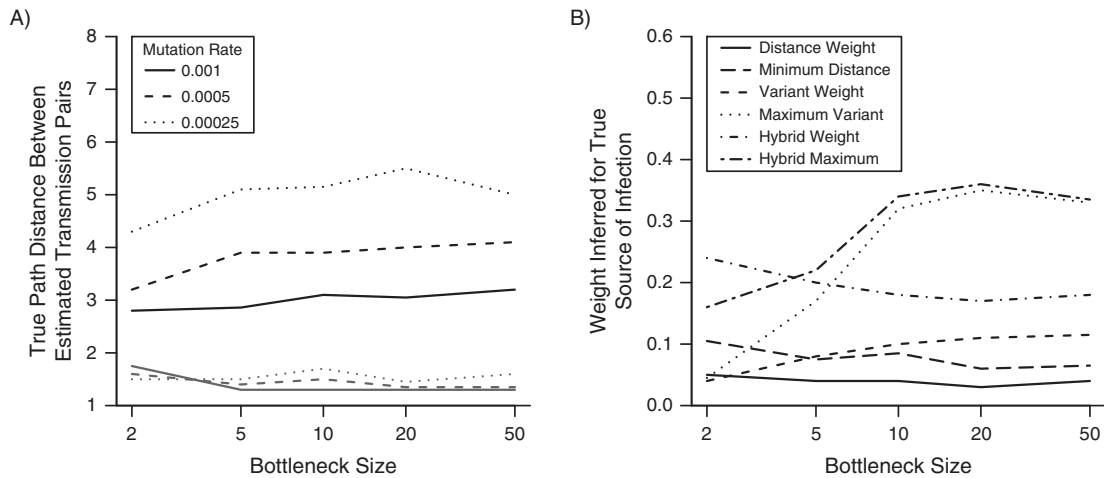 A)
True Path Distance Between
Estimated Transmission Pairs
8
7
6
5
4
3
2
1
Mutation Rate
0.001
0.0005
0.00025
2 5 10 20 50
Bottleneck Size
B)
Weight Inferred for True
Source of Infection
0.6
0.5
0.4
0.3
0.2
0.1
0.0
Distance Weight
Minimum Distance
Variant Weight
Maximum Variant
Hybrid Weight
Hybrid Maximum
2 5 10 20 50
Bottleneck Size